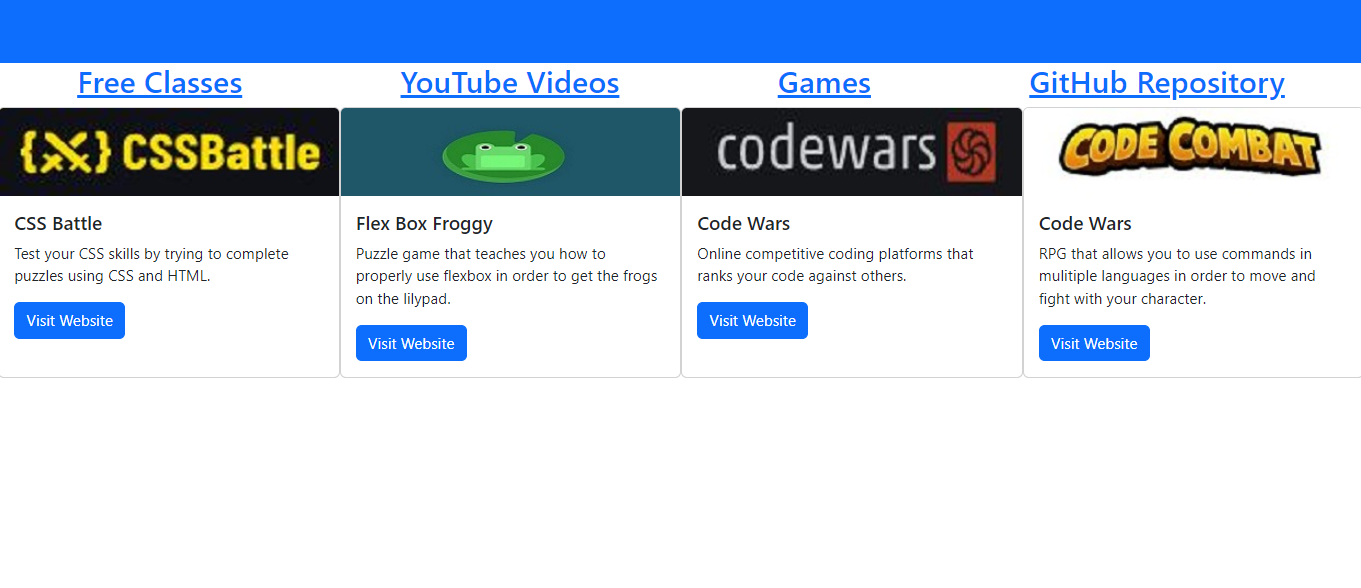 Free Classes
YouTube Videos
Games
GitHub Repository
{X} CSSBattle
codewars
CODE COMBAT
CSS Battle
Test your CSS skills by trying to complete
puzzles using CSS and HTML.
Visit Website
Flex Box Froggy
Puzzle game that teaches you how to
properly use flexbox in order to get the frogs
on the lilypad.
Visit Website
Code Wars
Online competitive coding platforms that
ranks your code against others.
Visit Website
Code Wars
RPG that allows you to use commands in
mulitiple languages in order to move and
fight with your character.
Visit Website